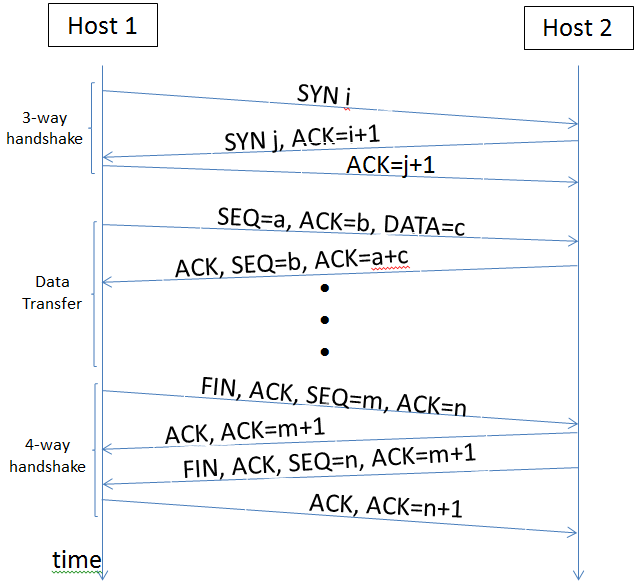 Host 1
Host 2
SYN i
3-way
handshake
SYN j, ACK=i+1
ACK=j+1
SEQ=a, ACK=b, DATA=c
ACK, SEQ=b, ACK=a+c
Data
Transfer
FIN, ACK, SEQ=m, ACK=n
ACK, ACK=m+1
4-way
handshake
FIN, ACK, SEQ=n, ACK=m+1
ACK, ACK=n+1
time